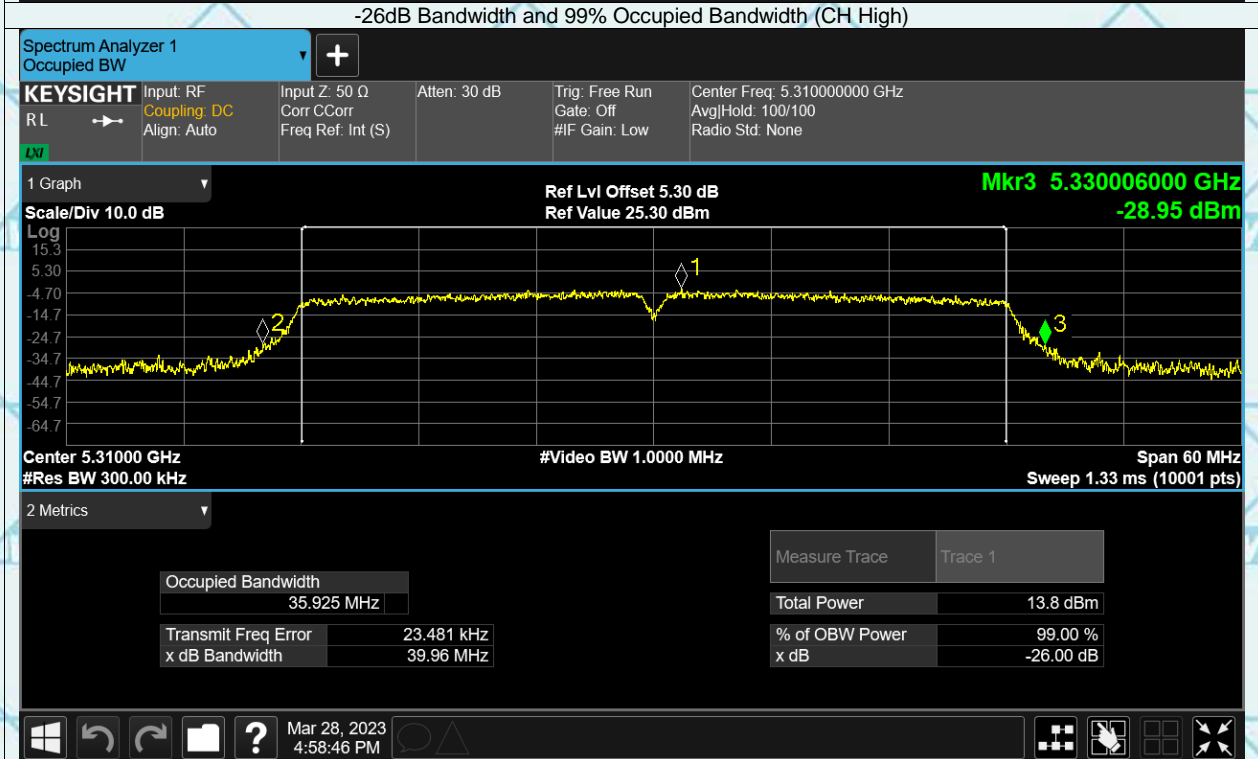 -26dB Bandwidth and 99% Occupied Bandwidth (CH High)
Spectrum Analyzer 1
Occupied BW
KEYSIGHT
RL
LXI
Input: RF
Coupling: DC
Align: Auto
Input Z: 50 Ω
Corr CCorr
Freq Ref: Int (S)
Atten: 30 dB
Trig: Free Run
Gate: Off
#IF Gain: Low
Center Freq: 5.310000000 GHz
Avg|Hold: 100/100
Radio Std: None
1 Graph
Scale/Div 10.0 dB
Ref Lvl Offset 5.30 dB
Ref Value 25.30 dBm
Mkr3 5.330006000 GHz
-28.95 dBm
Log
15.3
5.30
-4.70
-14.7
-24.7
-34.7
-44.7
-54.7
-64.7
1
2
3
Center 5.31000 GHz
#Video BW 1.0000 MHz
Span 60 MHz
#Res BW 300.00 kHz
Sweep 1.33 ms (10001 pts)
2 Metrics
Measure Trace Trace 1
Occupied Bandwidth
35.925 MHz
Total Power 13.8 dBm
Transmit Freq Error 23.481 kHz
% of OBW Power 99.00 %
x dB Bandwidth 39.96 MHz
x dB -26.00 dB
?
Mar 28, 2023
4:58:46 PM